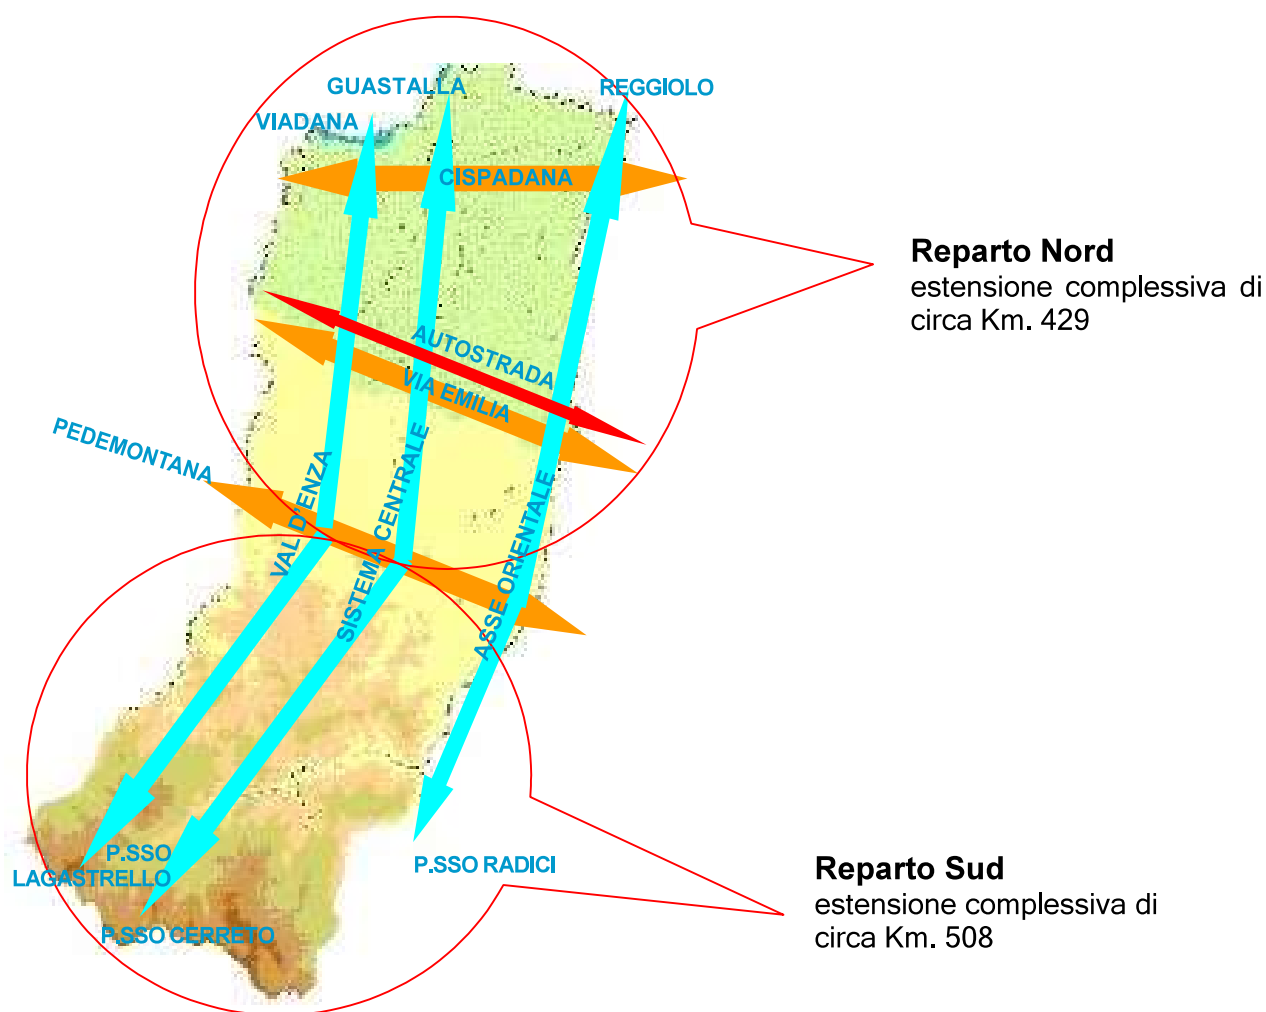 GUASTALLA
REGGIOLO
VIADANA
CISPADANA
Reparto Nord
estensione complessiva di
circa Km. 429
AUTOSTRADA
VIA EMILIA
PEDEMONTANA
VAL D'ENZA
SISTEMA CENTRALE
ASSE ORIENTALE
P.SSO
LAGASTRELLO
P.SSO RADICI
P.SSO CERRETO
Reparto Sud
estensione complessiva di
circa Km. 508